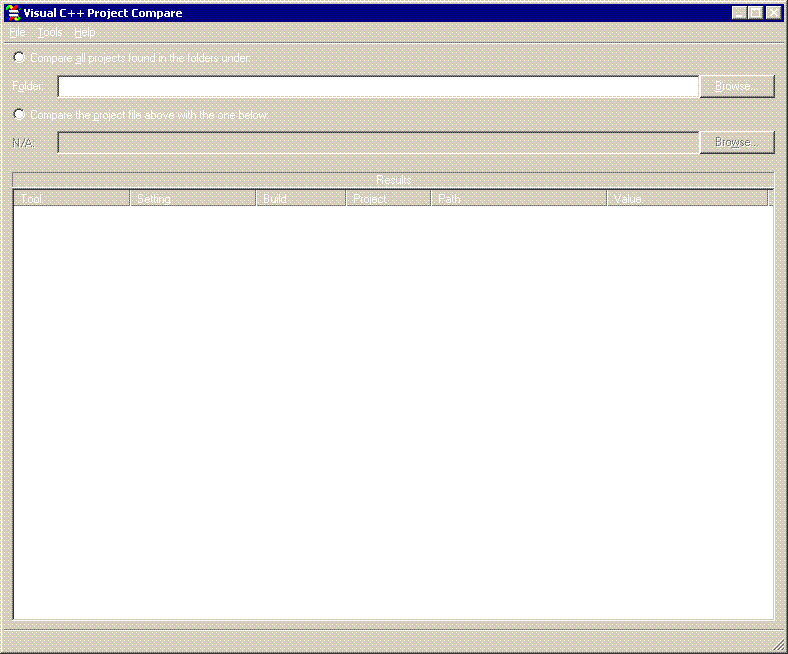 Visual C++ Project Compare
File Tools Help
Compare all projects found in the folders under:
Folder: Browse...
Compare the project file above with the one below:
N/A: Browse...
Results
Tool Setting Build Project Path Value